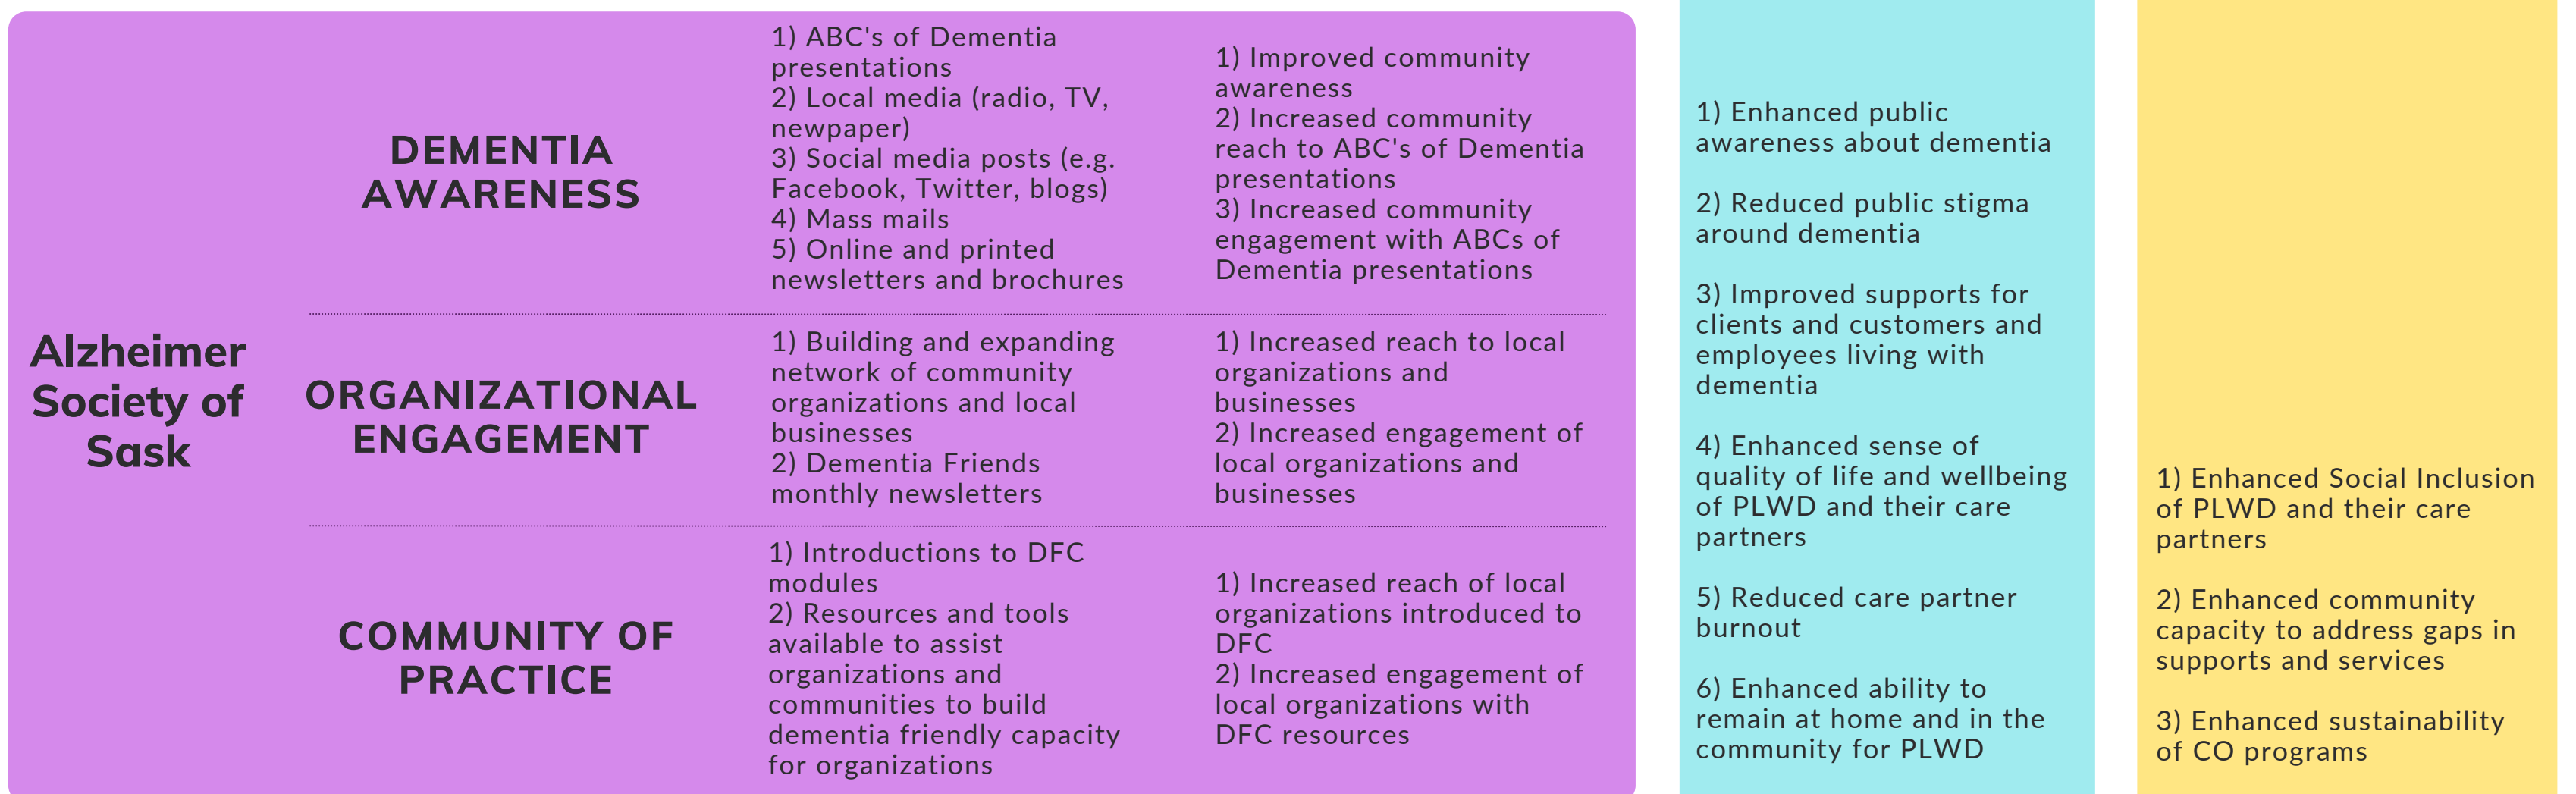 Alzheimer
Society of
Sask
DEMENTIA
AWARENESS
1) ABC's of Dementia
presentations
2) Local media (radio, TV,
newpaper)
3) Social media posts (e.g.
Facebook, Twitter, blogs)
4) Mass mails
5) Online and printed
newsletters and brochures
1) Improved community
awareness
2) Increased community
reach to ABC's of Dementia
presentations
3) Increased community
engagement with ABCs of
Dementia presentations
ORGANIZATIONAL
ENGAGEMENT
1) Building and expanding
network of community
organizations and local
businesses
2) Dementia Friends
monthly newsletters
1) Increased reach to local
organizations and
businesses
2) Increased engagement of
local organizations and
businesses
COMMUNITY OF
PRACTICE
1) Introductions to DFC
modules
2) Resources and tools
available to assist
organizations and
communities to build
dementia friendly capacity
for organizations
1) Increased reach of local
organizations introduced to
DFC
2) Increased engagement of
local organizations with
DFC resources
1) Enhanced public
awareness about dementia
2) Reduced public stigma
around dementia
3) Improved supports for
clients and customers and
employees living with
dementia
4) Enhanced sense of
quality of life and wellbeing
of PLWD and their care
partners
5) Reduced care partner
burnout
6) Enhanced ability to
remain at home and in the
community for PLWD
1) Enhanced Social Inclusion
of PLWD and their care
partners
2) Enhanced community
capacity to address gaps in
supports and services
3) Enhanced sustainability
of CO programs